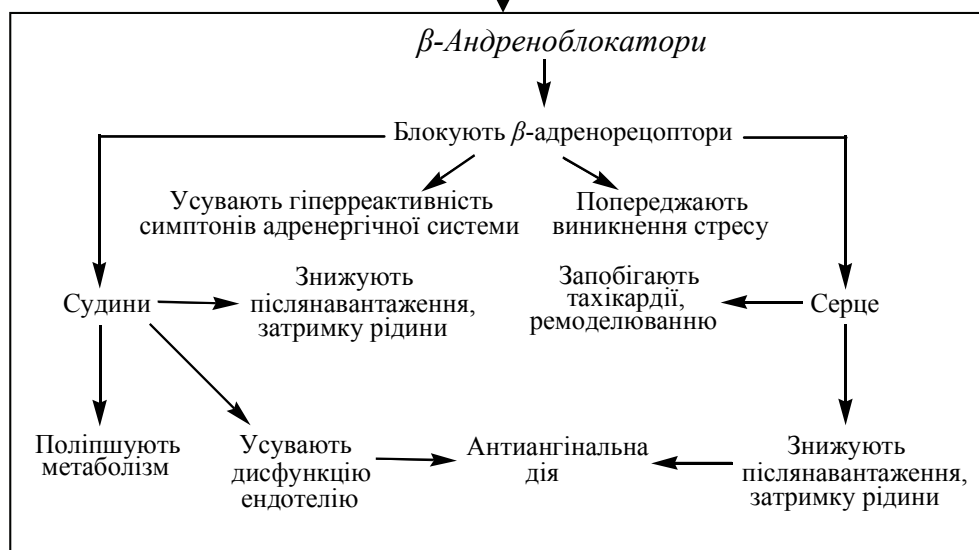 β-Андреноблокатори
Блокують β-адренорецоптори
Усувають гіперреактивність
симптонів адренергічної системи
Попереджають
виникнення стресу
Судини
Знижують
післянавантаження,
затримку рідини
Запобігають
тахікардії,
ремоделюванню
Серце
Поліпшують
метаболізм
Усувають
дисфункцію
ендотелію
Антиангінальна
дія
Знижують
післянавантаження,
затримку рідини